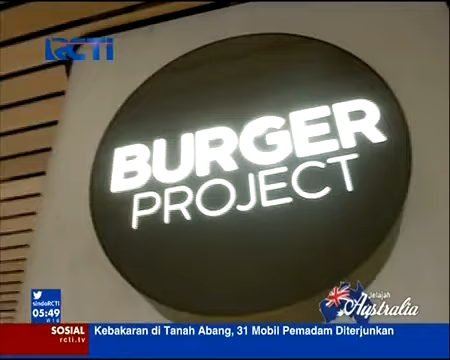 RCTI
BURGER
PROJECT
sindoRCTI
05:49
WIB
Jelajah
Australia
SOSIAL
rcti.tv
Kebakaran di Tanah Abang, 31 Mobil Pemadam Diterjunkan